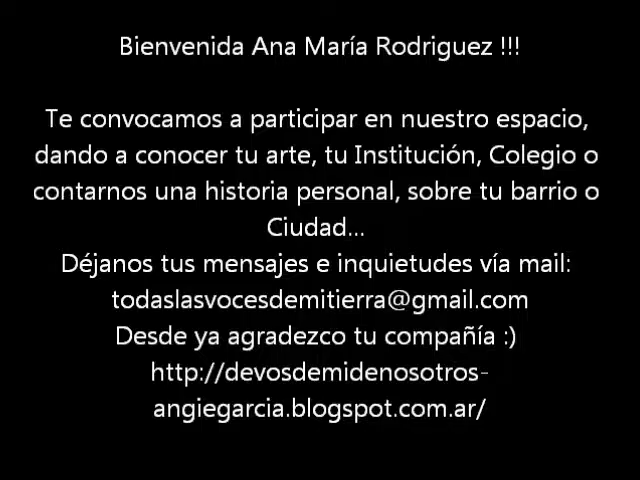 Bienvenida Ana María Rodriguez !!!
Te convocamos a participar en nuestro espacio,
dando a conocer tu arte, tu Institución, Colegio o
contarnos una historia personal, sobre tu barrio o
Ciudad...
Déjanos tus mensajes e inquietudes vía mail:
todaslasvocesdemitierra@gmail.com
Desde ya agradezco tu compañía :)
http://devosdemidenosotros-
angiegarcia.blogspot.com.ar/